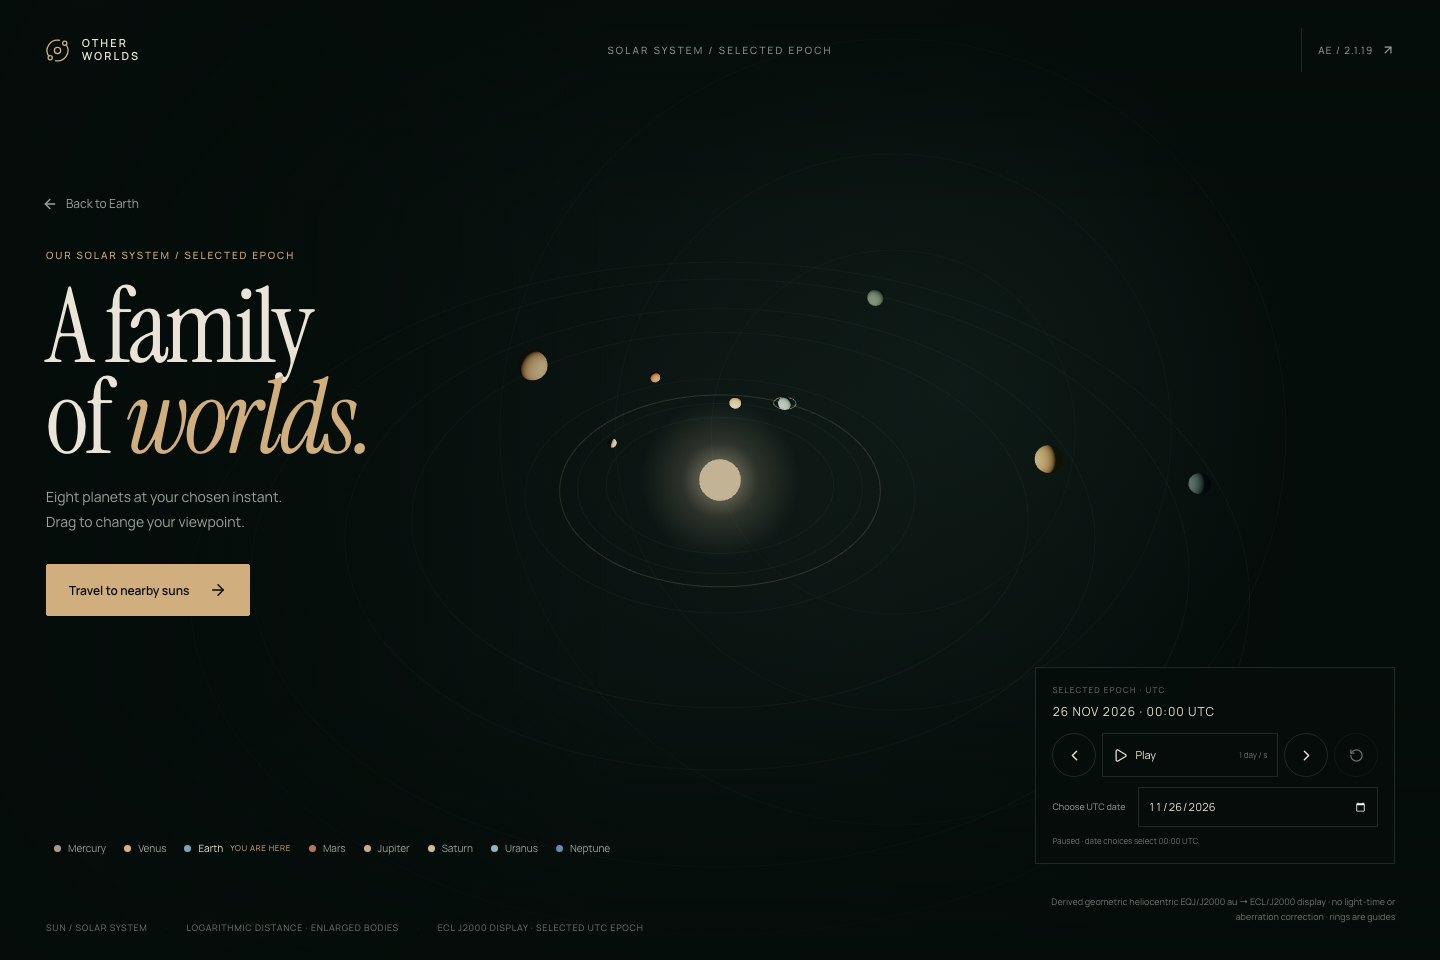 OTHER
WORLDS
SOLAR SYSTEM / SELECTED EPOCH
AE / 2.1.19
Back to Earth
OUR SOLAR SYSTEM / SELECTED EPOCH
A family
of worlds.
Eight planets at your chosen instant.
Drag to change your viewpoint.
Travel to nearby suns
SELECTED EPOCH · UTC
26 NOV 2026 · 00:00 UTC
Play
1 day / s
Choose UTC date
11/26/2026
Paused · date choices select 00:00 UTC.
Mercury
Venus
Earth YOU ARE HERE
Mars
Jupiter
Saturn
Uranus
Neptune
Derived geometric heliocentric EQJ/J2000 au → ECL/J2000 display · no light-time or
aberration correction · rings are guides
SUN / SOLAR SYSTEM
LOGARITHMIC DISTANCE · ENLARGED BODIES
ECL J2000 DISPLAY · SELECTED UTC EPOCH